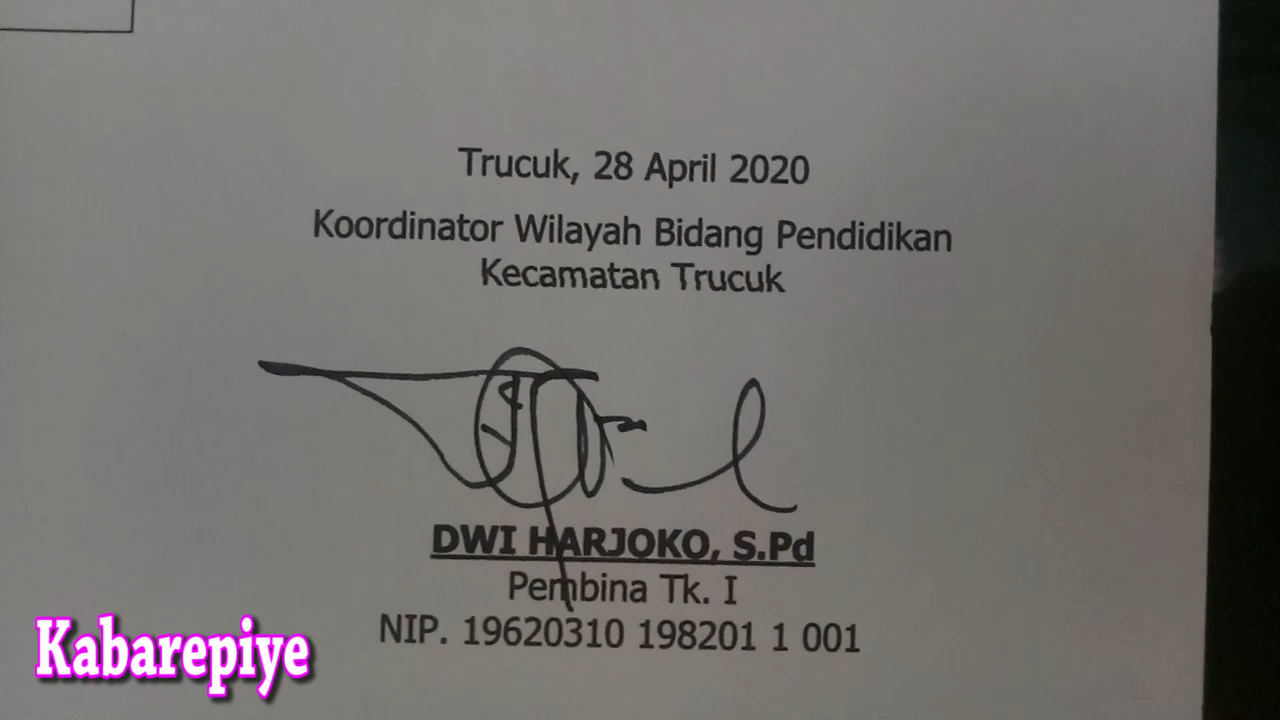 Trucuk, 28 April 2020
Koordinator Wilayah Bidang Pendidikan
Kecamatan Trucuk
DWI HARJOKO, S.Pd
Pembina Tk. I
NIP. 19620310 198201 1 001
Kabarepiye